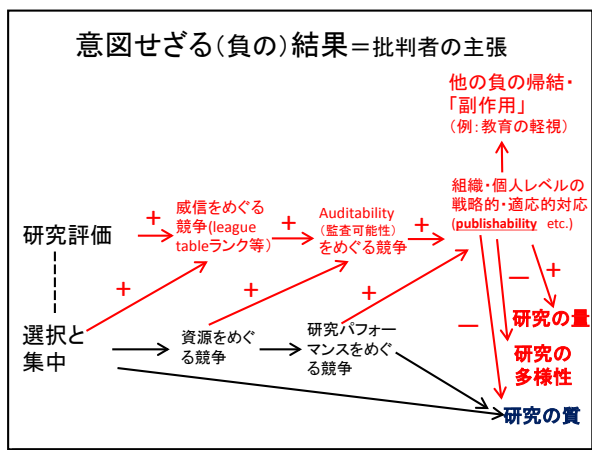 意図せざる(負の)結果=批判者の主張
他の負の帰結・
「副作用」
(例:教育の軽視)
威信をめぐる
競争(league
tableランク等)
Auditability
(監査可能性)
をめぐる競争
組織・個人レベルの
戦略的・適応的対応
(publishability etc.)
研究評価
+
+
+
+
+
+
－
+
－
選択と
集中
資源をめぐ
る競争
研究パフォー
マンスをめぐ
る競争
研究の量
研究の
多様性
研究の質